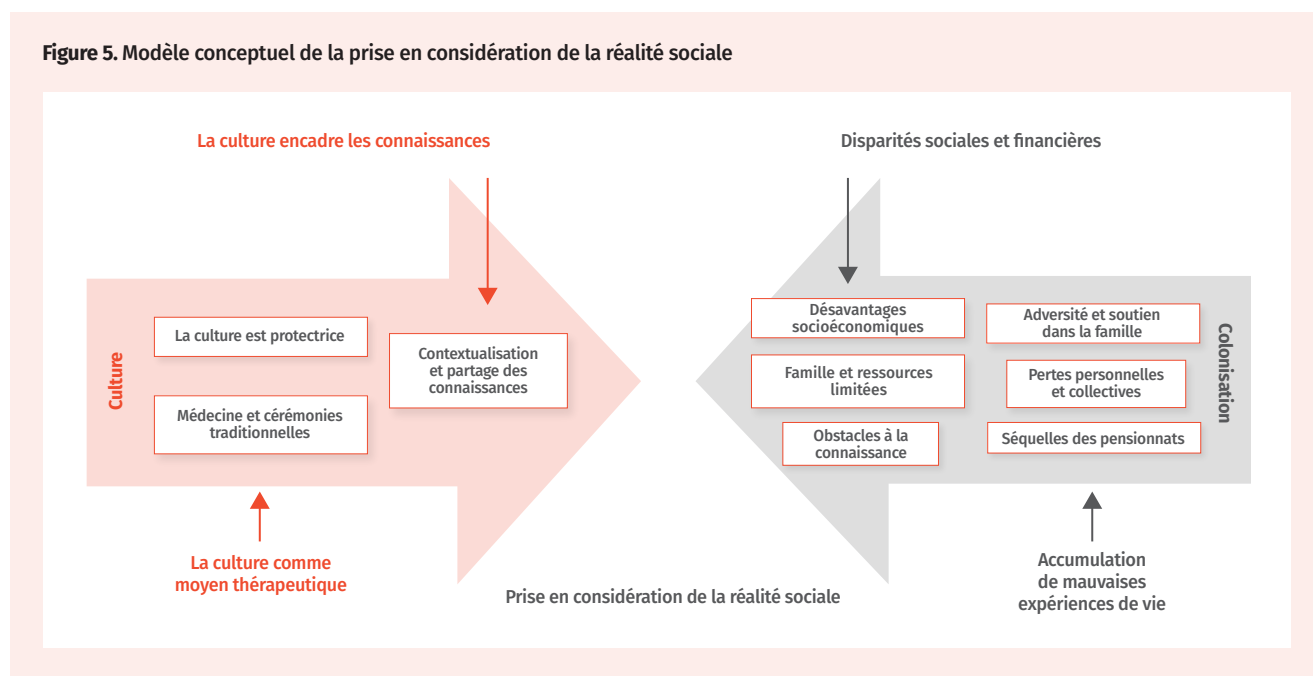 Figure 5. Modèle conceptuel de la prise en considération de la réalité sociale
La culture encadre les connaissances
Culture
La culture est protectrice
Médecine et cérémonies
traditionnelles
Contextualisation
et partage des
connaissances
La culture comme
moyen thérapeutique
Disparités sociales et financières
Désavantages
socioéconomiques
Famille et ressources
limitées
Obstacles à la
connaissance
Adversité et soutien
dans la famille
Pertes personnelles
et collectives
Séquelles des pensionnats
Colonisation
Accumulation
de mauvaises
expériences de vie
Prise en considération de la réalité sociale